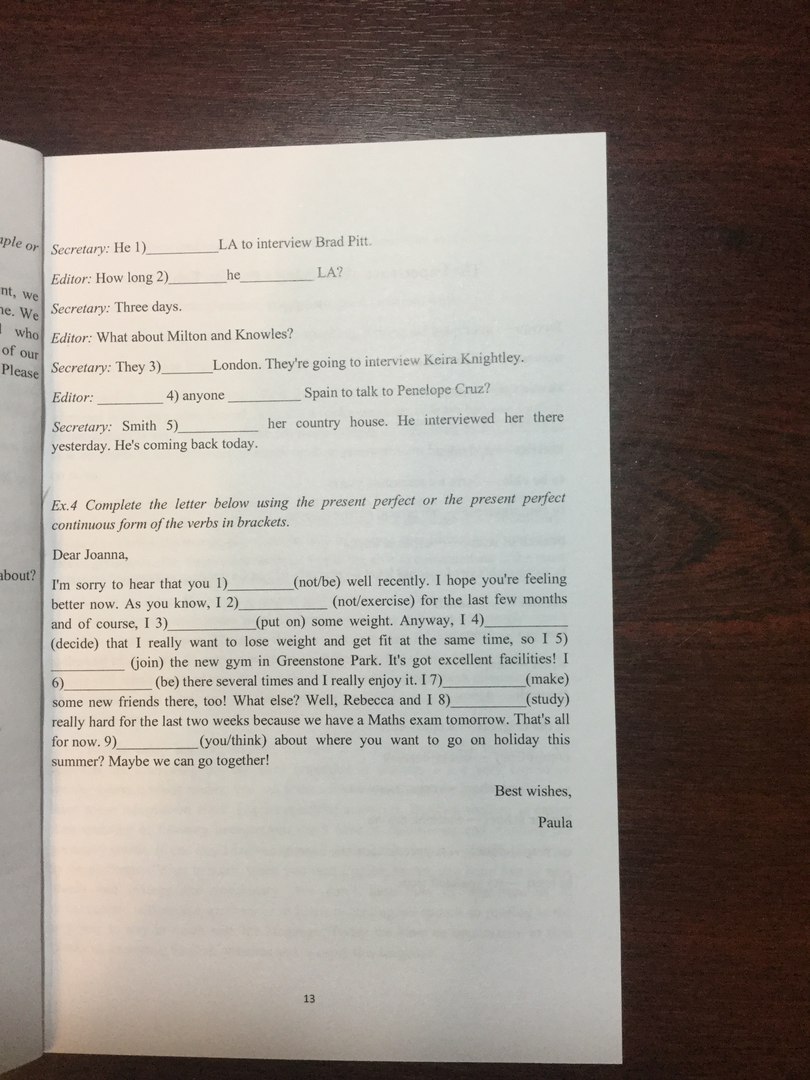 Secretary: He 1)__________LA to interview Brad Pitt.
Editor: How long 2)________he__________ LA?
Secretary: Three days.
Editor: What about Milton and Knowles?
Secretary: They 3)_______London. They're going to interview Keira Knightley.
Editor: _________ 4) anyone __________ Spain to talk to Penelope Cruz?
Secretary: Smith 5)___________ her country house. He interviewed her there
yesterday. He's coming back today.
Ex.4 Complete the letter below using the present perfect or the present perfect
continuous form of the verbs in brackets.
Dear Joanna,
I'm sorry to hear that you 1)_________(not/be) well recently. I hope you're feeling
better now. As you know, I 2)____________ (not/exercise) for the last few months
and of course, I 3)____________(put on) some weight. Anyway, I 4)___________
(decide) that I really want to lose weight and get fit at the same time, so I 5)
__________ (join) the new gym in Greenstone Park. It's got excellent facilities! I
6)____________ (be) there several times and I really enjoy it. I 7)___________(make)
some new friends there, too! What else? Well, Rebecca and I 8)__________(study)
really hard for the last two weeks because we have a Maths exam tomorrow. That's all
for now. 9)___________(you/think) about where you want to go on holiday this
summer? Maybe we can go together!
Best wishes,
Paula
13
or
nt, we
We
who
of our
Please
about?